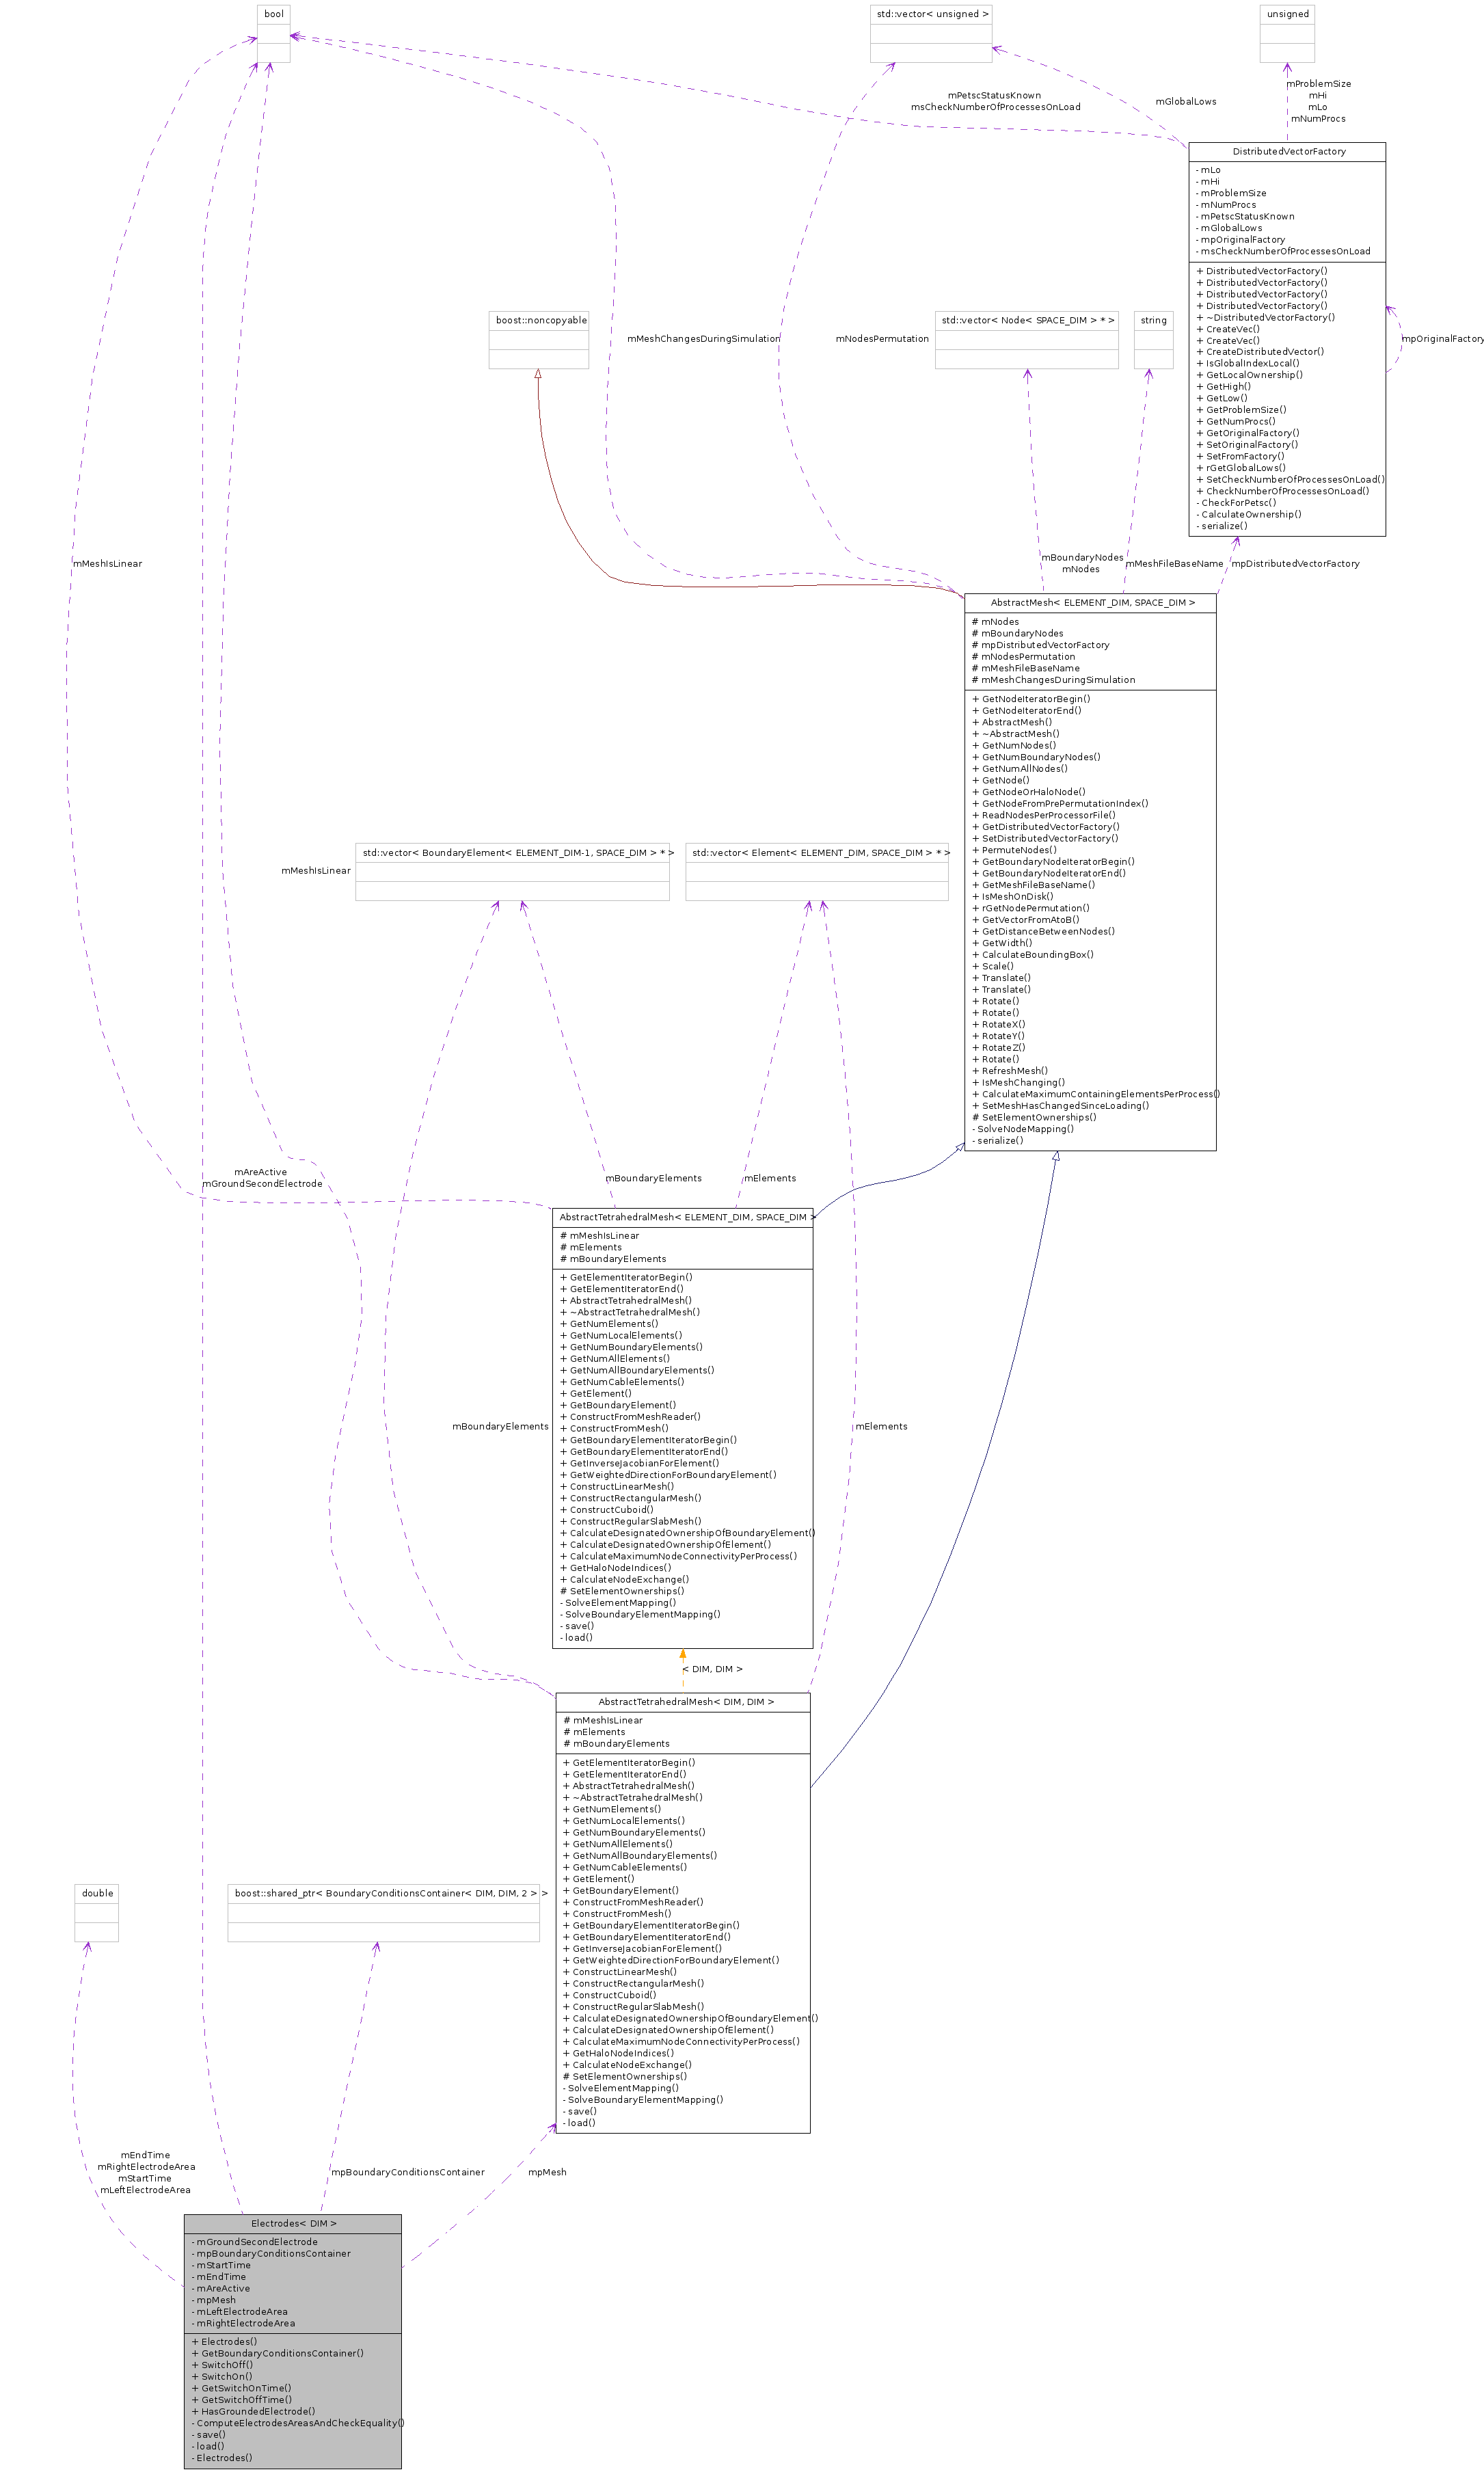 bool
std::vector< unsigned >
unsigned
mPetscStatusKnown
msCheckNumberOfProcessesOnLoad
mGlobalLows
mProblemSize
mHi
mLo
mNumProcs
DistributedVectorFactory
- mLo
- mHi
- mProblemSize
- mNumProcs
- mPetscStatusKnown
- mGlobalLows
- mpOriginalFactory
- msCheckNumberOfProcessesOnLoad
+ DistributedVectorFactory()
+ DistributedVectorFactory()
+ DistributedVectorFactory()
+ DistributedVectorFactory()
+ ~DistributedVectorFactory()
+ CreateVec()
+ CreateVec()
+ CreateDistributedVector()
+ IsGlobalIndexLocal()
+ GetLocalOwnership()
+ GetHigh()
+ GetLow()
+ GetProblemSize()
+ GetNumProcs()
+ GetOriginalFactory()
+ SetOriginalFactory()
+ SetFromFactory()
+ rGetGlobalLows()
+ SetCheckNumberOfProcessesOnLoad()
+ CheckNumberOfProcessesOnLoad()
- CheckForPetsc()
- CalculateOwnership()
- serialize()
mpOriginalFactory
boost::noncopyable
mMeshChangesDuringSimulation
mNodesPermutation
std::vector< Node< SPACE_DIM > * >
string
mMeshIsLinear
mBoundaryNodes
mNodes
mMeshFileBaseName
mpDistributedVectorFactory
AbstractMesh< ELEMENT_DIM, SPACE_DIM >
# mNodes
# mBoundaryNodes
# mpDistributedVectorFactory
# mNodesPermutation
# mMeshFileBaseName
# mMeshChangesDuringSimulation
+ GetNodeIteratorBegin()
+ GetNodeIteratorEnd()
+ AbstractMesh()
+ ~AbstractMesh()
+ GetNumNodes()
+ GetNumBoundaryNodes()
+ GetNumAllNodes()
+ GetNode()
+ GetNodeOrHaloNode()
+ GetNodeFromPrePermutationIndex()
+ ReadNodesPerProcessorFile()
+ GetDistributedVectorFactory()
+ SetDistributedVectorFactory()
+ PermuteNodes()
+ GetBoundaryNodeIteratorBegin()
+ GetBoundaryNodeIteratorEnd()
+ GetMeshFileBaseName()
+ IsMeshOnDisk()
+ rGetNodePermutation()
+ GetVectorFromAtoB()
+ GetDistanceBetweenNodes()
+ GetWidth()
+ CalculateBoundingBox()
+ Scale()
+ Translate()
+ Translate()
+ Rotate()
+ Rotate()
+ RotateX()
+ RotateY()
+ RotateZ()
+ Rotate()
+ RefreshMesh()
+ IsMeshChanging()
+ CalculateMaximumContainingElementsPerProcess()
+ SetMeshHasChangedSinceLoading()
# SetElementOwnerships()
- SolveNodeMapping()
- serialize()
mMeshIsLinear
std::vector< BoundaryElement< ELEMENT_DIM-1, SPACE_DIM > * >
std::vector< Element< ELEMENT_DIM, SPACE_DIM > * >
mAreActive
mGroundSecondElectrode
mBoundaryElements
mElements
AbstractTetrahedralMesh< ELEMENT_DIM, SPACE_DIM >
# mMeshIsLinear
# mElements
# mBoundaryElements
+ GetElementIteratorBegin()
+ GetElementIteratorEnd()
+ AbstractTetrahedralMesh()
+ ~AbstractTetrahedralMesh()
+ GetNumElements()
+ GetNumLocalElements()
+ GetNumBoundaryElements()
+ GetNumAllElements()
+ GetNumAllBoundaryElements()
+ GetNumCableElements()
+ GetElement()
+ GetBoundaryElement()
+ ConstructFromMeshReader()
+ ConstructFromMesh()
+ GetBoundaryElementIteratorBegin()
+ GetBoundaryElementIteratorEnd()
+ GetInverseJacobianForElement()
+ GetWeightedDirectionForBoundaryElement()
+ ConstructLinearMesh()
+ ConstructRectangularMesh()
+ ConstructCuboid()
+ ConstructRegularSlabMesh()
+ CalculateDesignatedOwnershipOfBoundaryElement()
+ CalculateDesignatedOwnershipOfElement()
+ CalculateMaximumNodeConnectivityPerProcess()
+ GetHaloNodeIndices()
+ CalculateNodeExchange()
# SetElementOwnerships()
- SolveElementMapping()
- SolveBoundaryElementMapping()
- save()
- load()
mBoundaryElements
mElements
< DIM, DIM >
AbstractTetrahedralMesh< DIM, DIM >
# mMeshIsLinear
# mElements
# mBoundaryElements
+ GetElementIteratorBegin()
+ GetElementIteratorEnd()
+ AbstractTetrahedralMesh()
+ ~AbstractTetrahedralMesh()
+ GetNumElements()
+ GetNumLocalElements()
+ GetNumBoundaryElements()
+ GetNumAllElements()
+ GetNumAllBoundaryElements()
+ GetNumCableElements()
+ GetElement()
+ GetBoundaryElement()
+ ConstructFromMeshReader()
+ ConstructFromMesh()
+ GetBoundaryElementIteratorBegin()
+ GetBoundaryElementIteratorEnd()
+ GetInverseJacobianForElement()
+ GetWeightedDirectionForBoundaryElement()
+ ConstructLinearMesh()
+ ConstructRectangularMesh()
+ ConstructCuboid()
+ ConstructRegularSlabMesh()
+ CalculateDesignatedOwnershipOfBoundaryElement()
+ CalculateDesignatedOwnershipOfElement()
+ CalculateMaximumNodeConnectivityPerProcess()
+ GetHaloNodeIndices()
+ CalculateNodeExchange()
# SetElementOwnerships()
- SolveElementMapping()
- SolveBoundaryElementMapping()
- save()
- load()
double
boost::shared_ptr< BoundaryConditionsContainer< DIM, DIM, 2 > >
mEndTime
mRightElectrodeArea
mStartTime
mLeftElectrodeArea
mpBoundaryConditionsContainer
mpMesh
Electrodes< DIM >
- mGroundSecondElectrode
- mpBoundaryConditionsContainer
- mStartTime
- mEndTime
- mAreActive
- mpMesh
- mLeftElectrodeArea
- mRightElectrodeArea
+ Electrodes()
+ GetBoundaryConditionsContainer()
+ SwitchOff()
+ SwitchOn()
+ GetSwitchOnTime()
+ GetSwitchOffTime()
+ HasGroundedElectrode()
- ComputeElectrodesAreasAndCheckEquality()
- save()
- load()
- Electrodes()